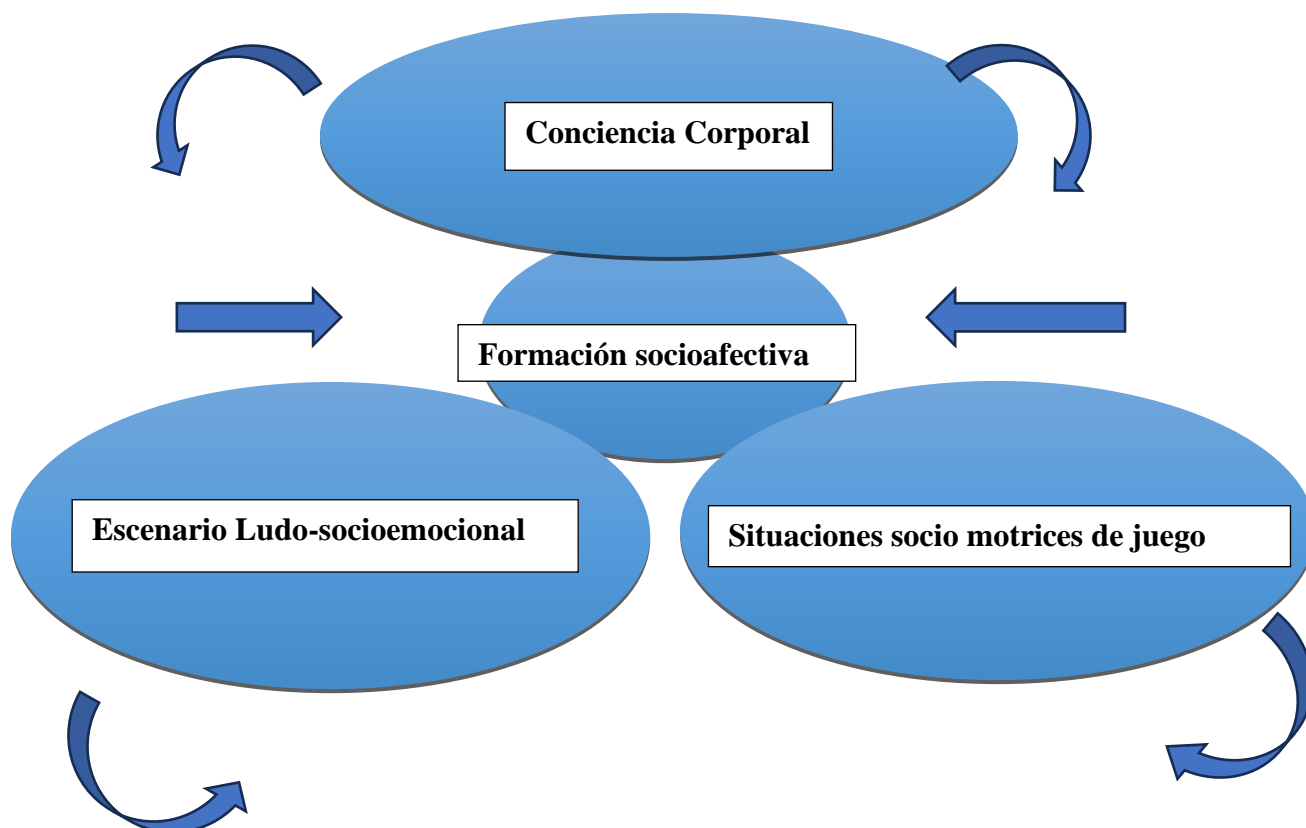 Conciencia Corporal
Formación socioafectiva
Escenario Ludo-socioemocional
Situaciones socio motrices de juego